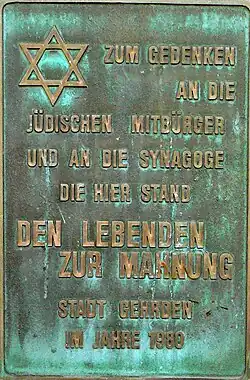 ZUM GEDENKEN
AN DIE
JÜDISCHEN MITBÜRGER
UND AN DIE SYNAGOGE
DIE HIER STAND
DEN LEBENDEN
ZUR MAHNUNG
STADT GEHRDEN
IM JAHRE 1980